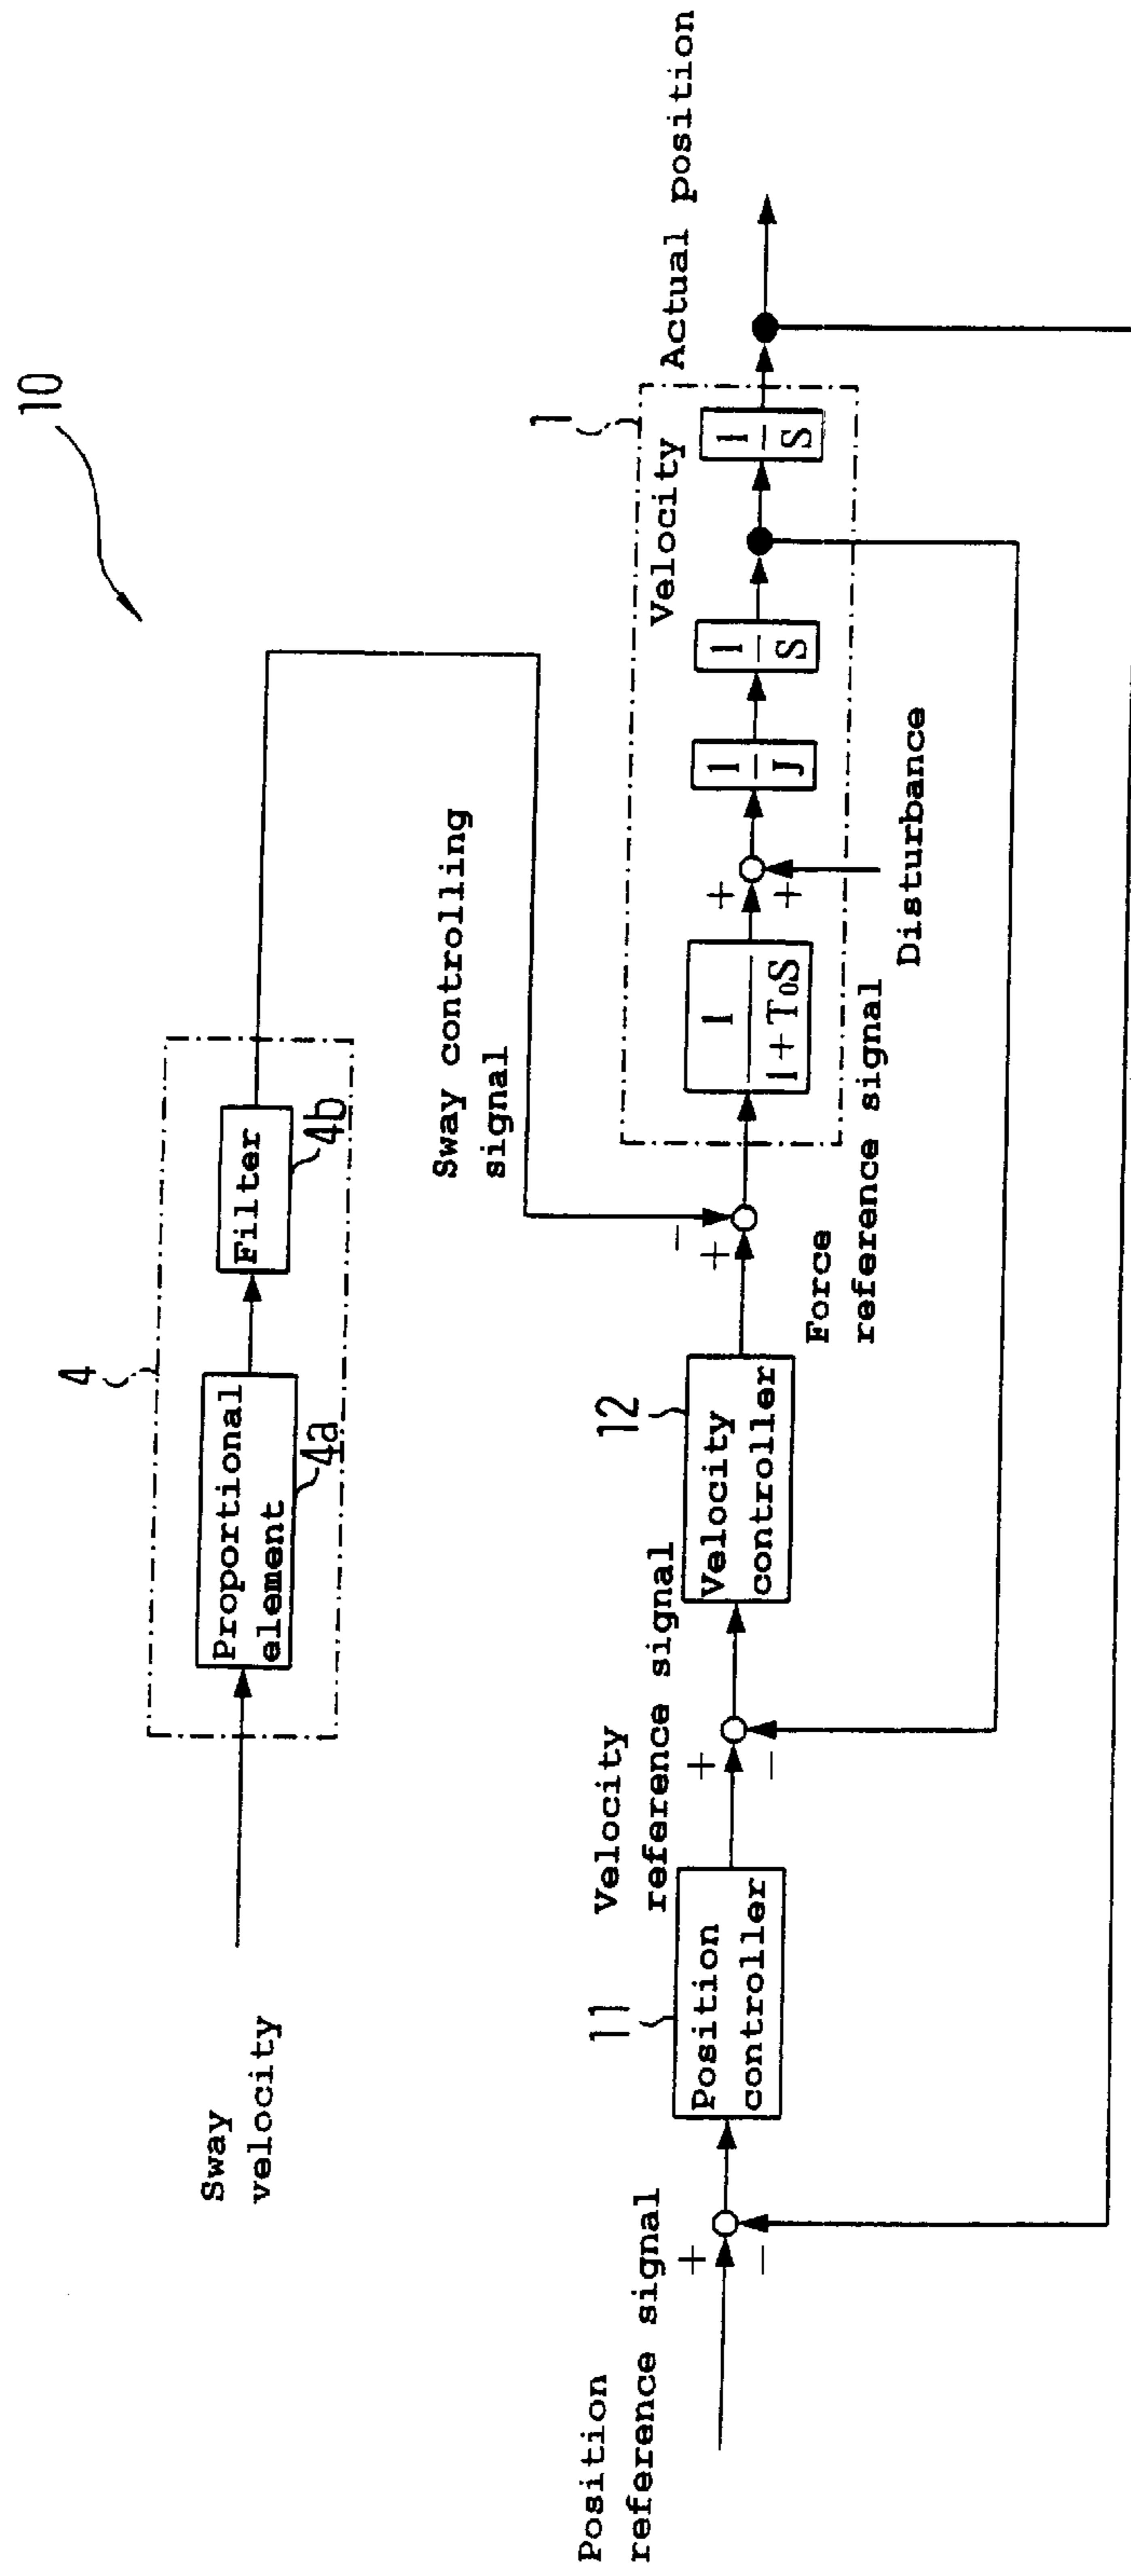 10
4
Sway
velocity
Proportional
element
4a
Filter
4b
Sway controlling
signal
Position
reference signal
+
−
11
Position
controller
Velocity
reference signal
+
−
12
Velocity
controller
Force
reference signal
−
+
1
1
1+T₀S
+
+
Disturbance
1
J
1
S
Velocity
1
S
Actual position